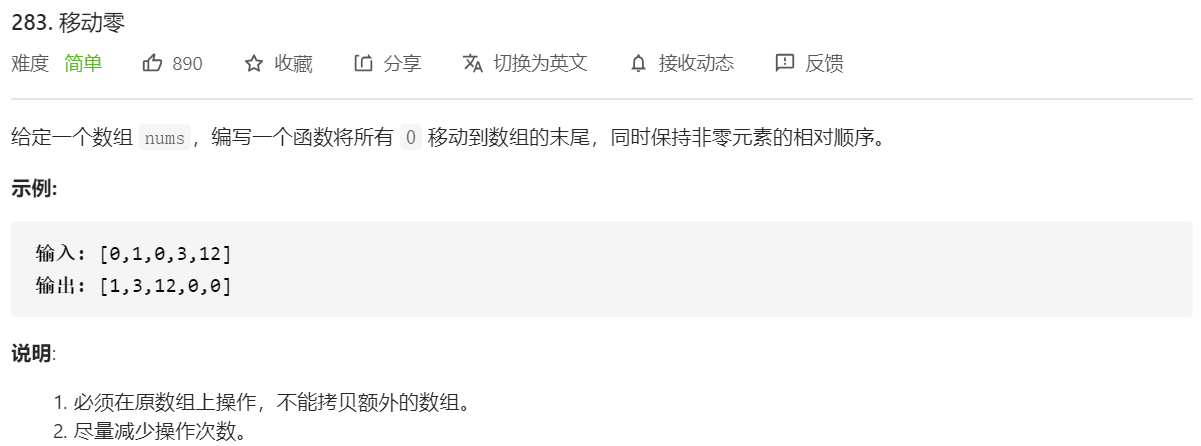 283. 移动零
难度 简单 890 收藏 分享 切换为英文 接收动态 反馈
给定一个数组 nums，编写一个函数将所有 0 移动到数组的末尾，同时保持非零元素的相对顺序。
示例:
输入: [0,1,0,3,12]
输出: [1,3,12,0,0]
说明:
1. 必须在原数组上操作，不能拷贝额外的数组。
2. 尽量减少操作次数。